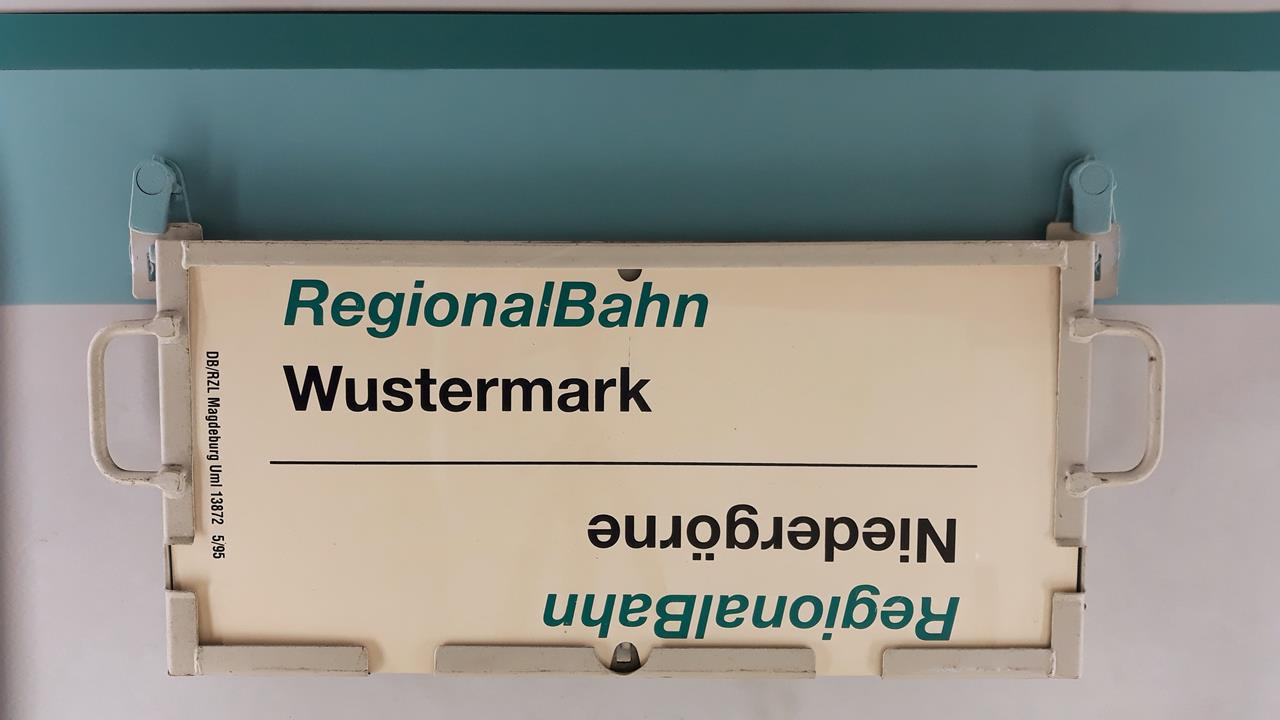 RegionalBahn
Wustermark
Niedergörne
RegionalBahn
DB/RZL Magdeburg Uml 13872 5/95